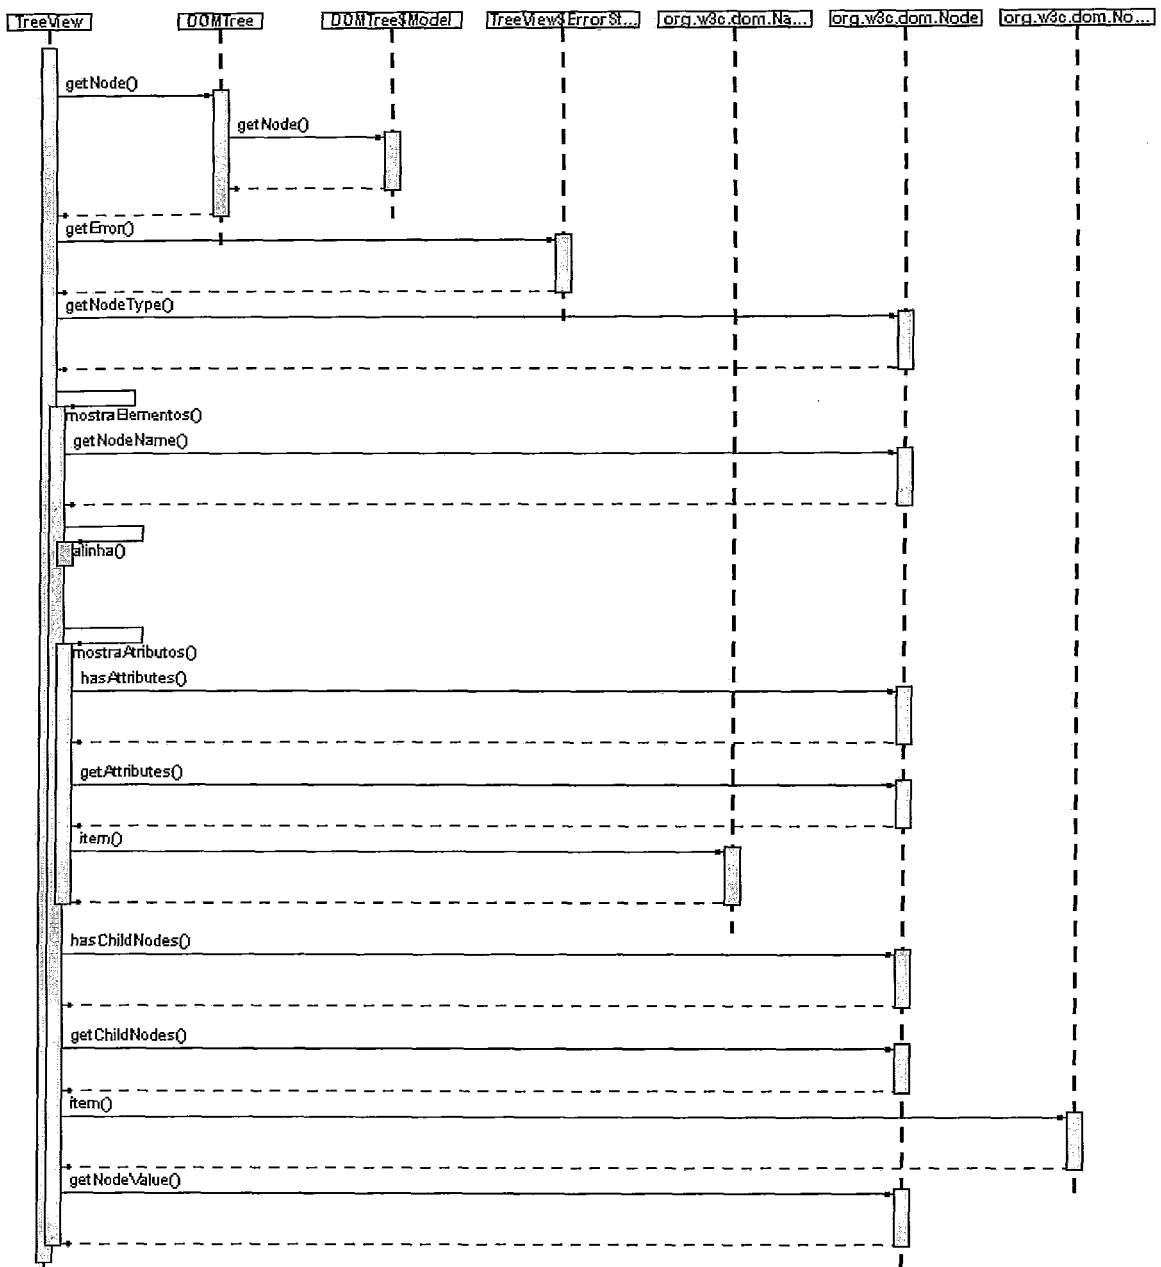 TreeView
DOMTree
DOMTree$Model
TreeView$ErrorSt...
org.w3c.dom.Na...
org.w3c.dom.Node
org.w3c.dom.No...
getNode()
getNode()
getError()
getNodeType()
mostraElementos()
getNodeName()
alinha()
mostraAtributos()
hasAttributes()
getAttributes()
item()
hasChildNodes()
getChildNodes()
item()
getNodeValue()